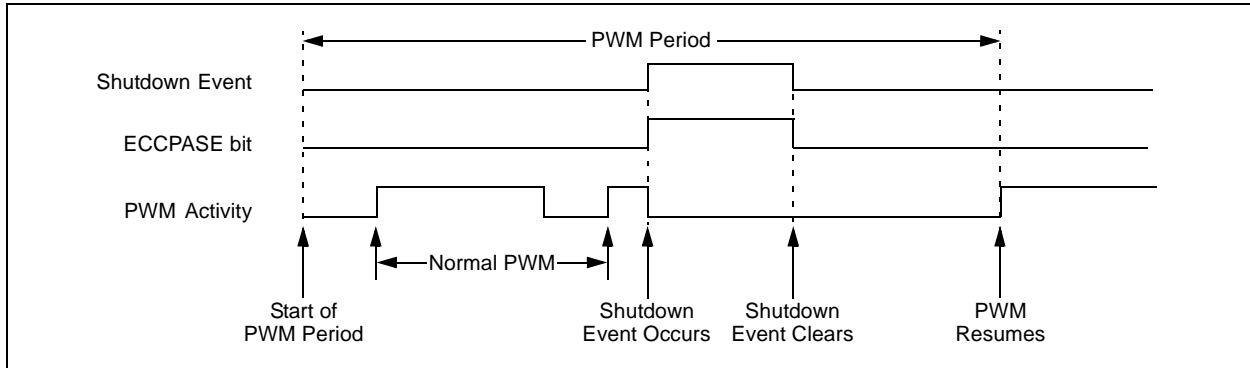 PWM Period
Shutdown Event
ECCPASE bit
PWM Activity
Normal PWM
Start of
PWM Period
Shutdown
Event Occurs
Shutdown
Event Clears
PWM
Resumes